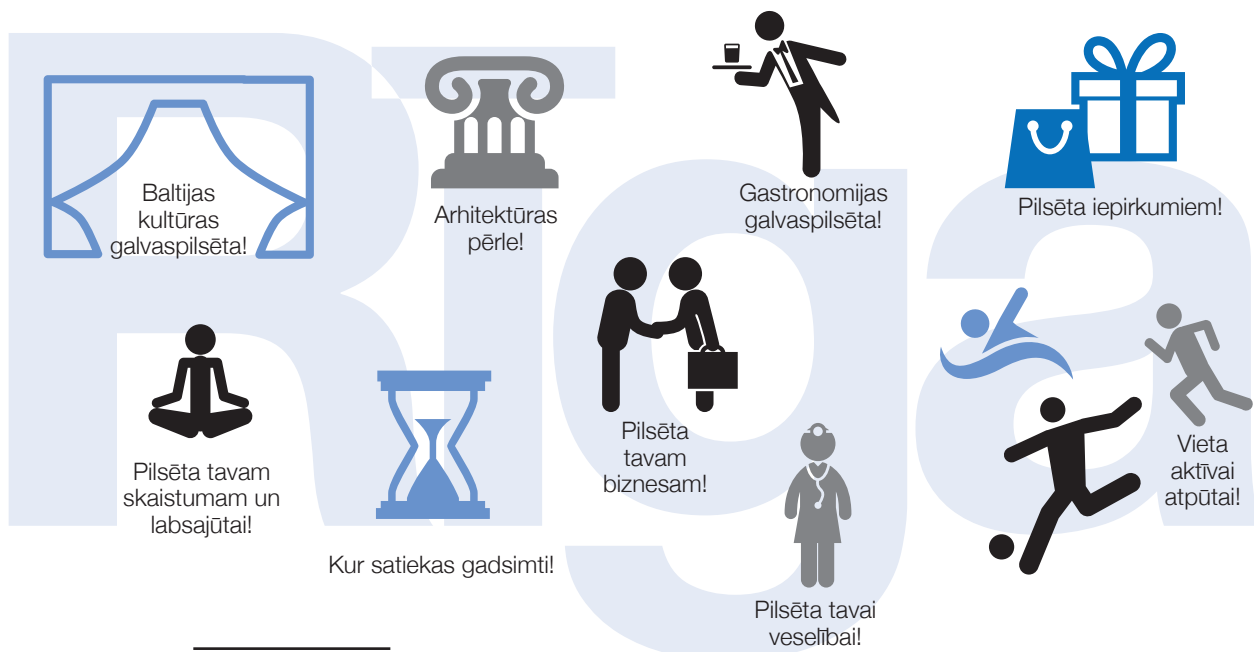 Rīga
Baltijas
kultūras
galvaspilsēta!
Arhitektūras
pērle!
Gastronomijas
galvaspilsēta!
Pilsēta iepirkumiem!
Pilsēta tavam
skaistumam un
labsajūtai!
Kur satiekas gadsimti!
Pilsēta
tavam
biznesam!
Pilsēta tavai
veselībai!
Vieta
aktīvai
atpūtai!